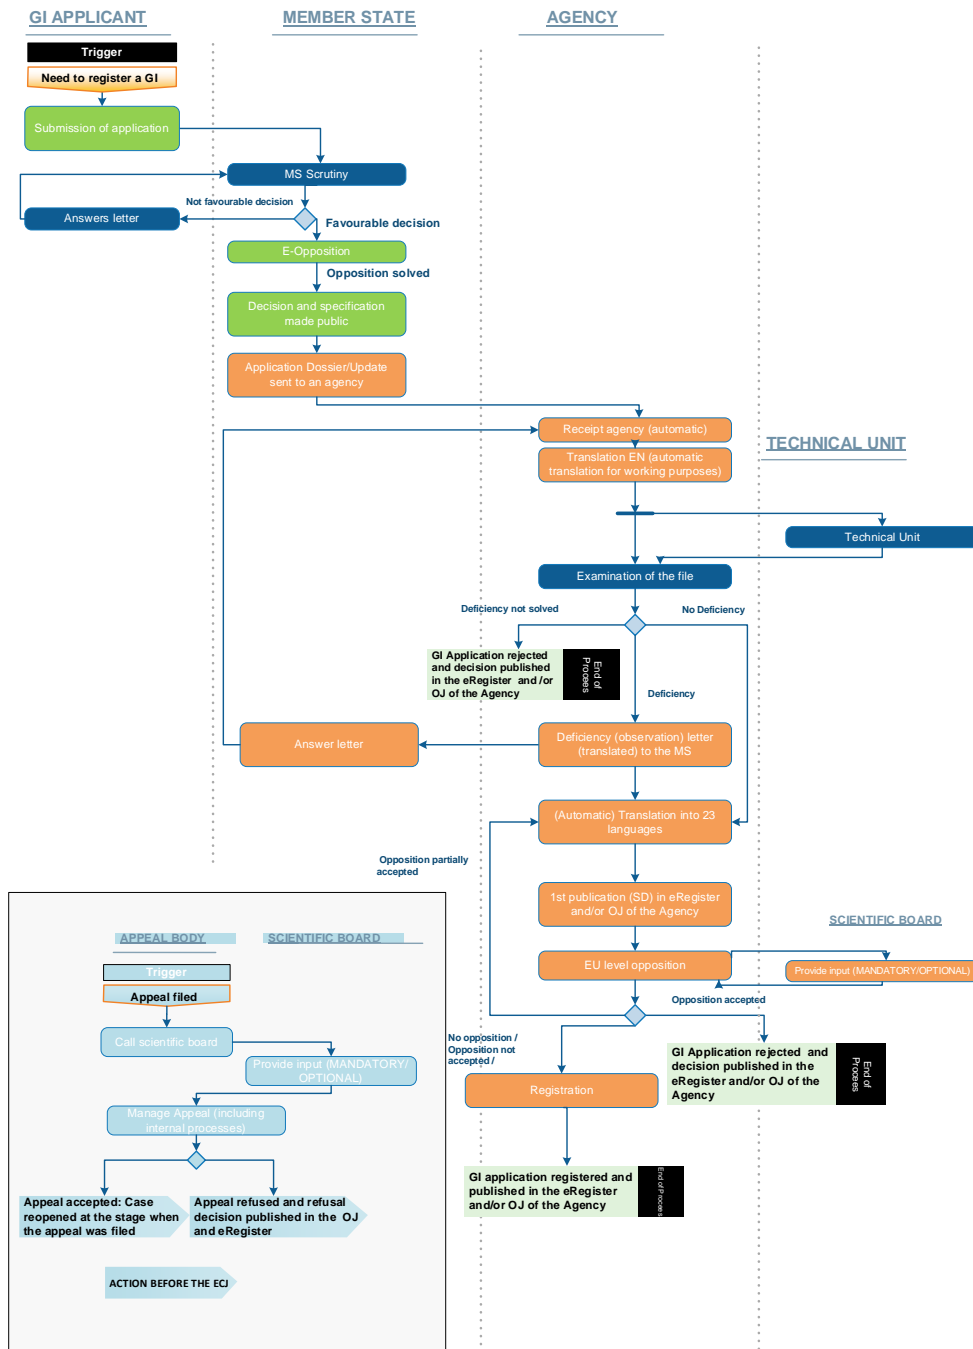 GI APPLICANT
MEMBER STATE
AGENCY
Trigger
Need to register a GI
Submission of application
MS Scrutiny
Not favourable decision
Answers letter
Favourable decision
E-Opposition
Opposition solved
Decision and specification
made public
Application Dossier/Update
sent to an agency
Receipt agency (automatic)
TECHNICAL UNIT
Translation EN (automatic
translation for working purposes)
Technical Unit
Examination of the file
Deficiency not solved
No Deficiency
GI Application rejected
and decision published
in the eRegister and /or
OJ of the Agency
End of
Procees
Deficiency
Answer letter
Deficiency (observation) letter
(translated) to the MS
(Automatic) Translation into 23
languages
Opposition partially
accepted
1st publication (SD) in eRegister
and/or OJ of the Agency
SCIENTIFIC BOARD
EU level opposition
Provide input (MANDATORY/OPTIONAL)
Opposition accepted
No opposition /
Opposition not
accepted /
GI Application rejected and
decision published in the
eRegister and/or OJ of the
Agency
End of
Procees
Registration
GI application registered and
published in the eRegister
and/or OJ of the Agency
End of Procees
APPEAL BODY
SCIENTIFIC BOARD
Trigger
Appeal filed
Call scientific board
Provide input (MANDATORY/
OPTIONAL)
Manage Appeal (including
internal processes)
Appeal accepted: Case
reopened at the stage when
the appeal was filed
Appeal refused and refusal
decision published in the OJ
and eRegister
ACTION BEFORE THE ECJ